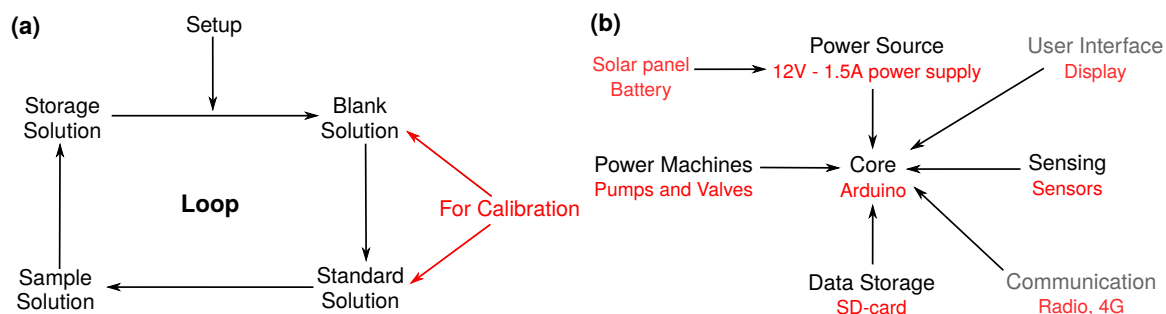 (a)
Setup
Storage
Solution
Blank
Solution
Loop
For Calibration
Sample
Solution
Standard
Solution
(b)
Power Source
12V - 1.5A power supply
Solar panel
Battery
User Interface
Display
Power Machines
Pumps and Valves
Core
Arduino
Sensing
Sensors
Data Storage
SD-card
Communication
Radio, 4G